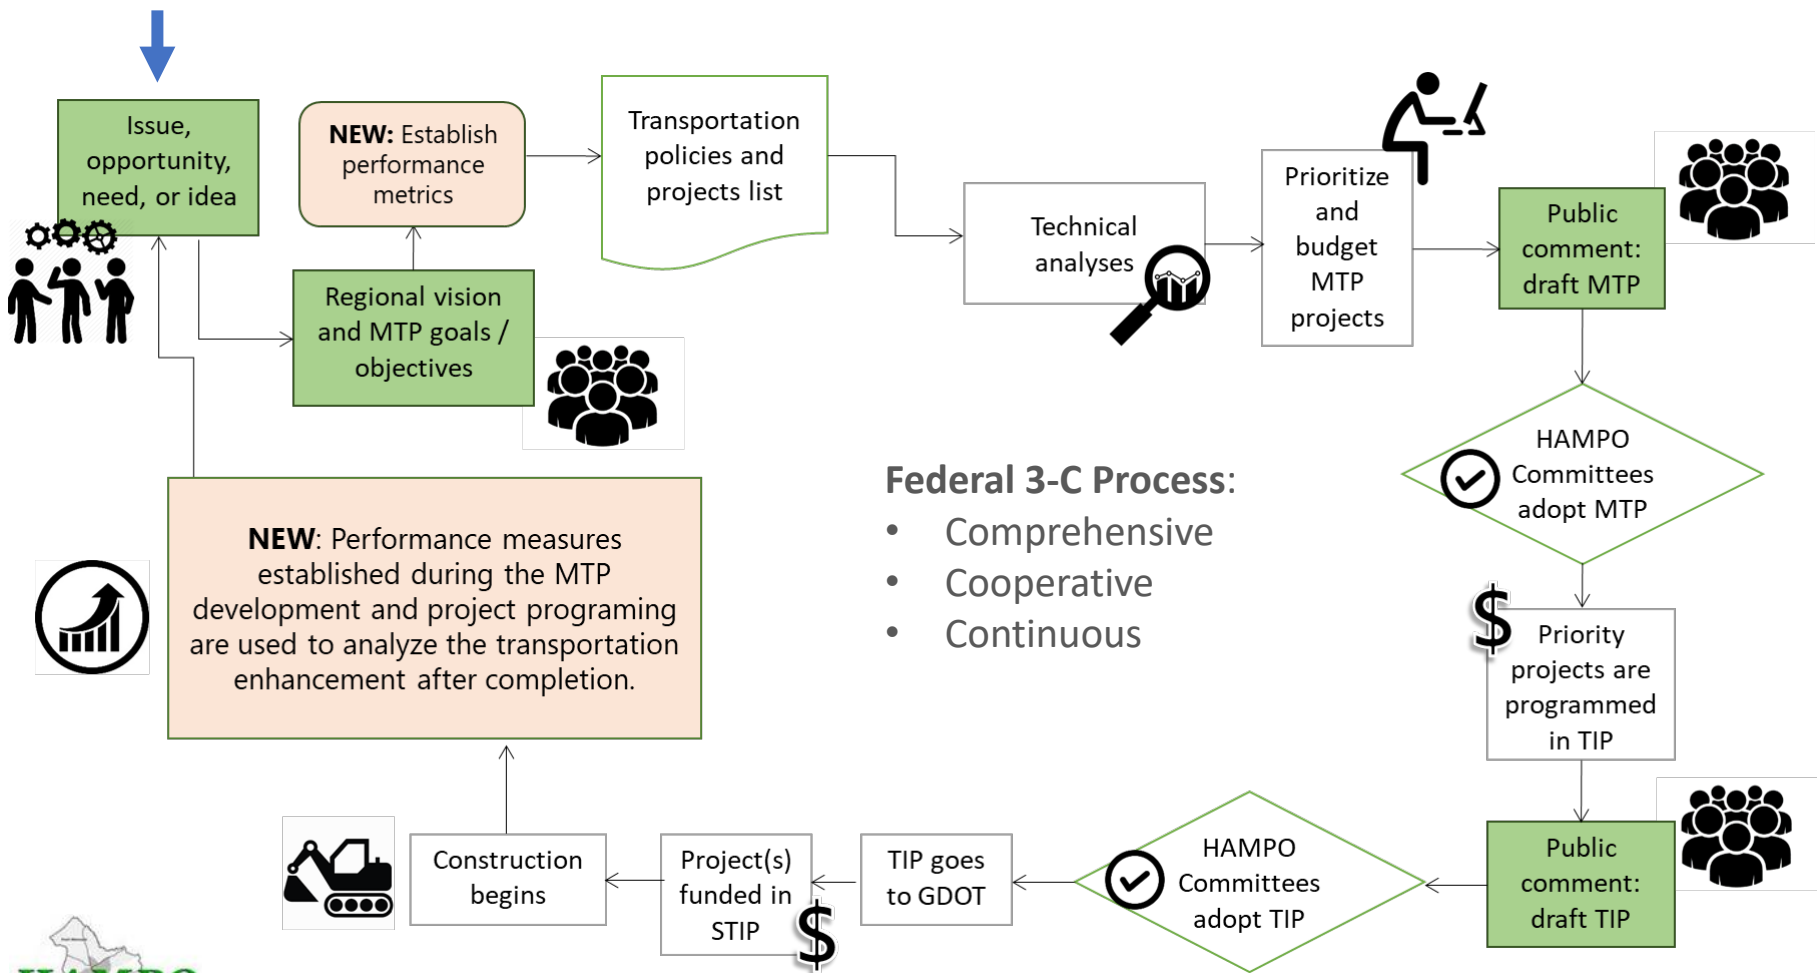 Issue,
opportunity,
need, or idea
NEW: Establish
performance
metrics
Transportation
policies and
projects list
Regional vision
and MTP goals /
objectives
Technical
analyses
Prioritize
and
budget
MTP
projects
Public
comment:
draft MTP
HAMPO
Committees
adopt MTP
Federal 3-C Process:
• Comprehensive
• Cooperative
• Continuous
NEW: Performance measures
established during the MTP
development and project programing
are used to analyze the transportation
enhancement after completion.
$
Priority
projects are
programmed
in TIP
Public
comment:
draft TIP
HAMPO
Committees
adopt TIP
TIP goes
to GDOT
Project(s)
funded in
STIP
$
Construction
begins
HAMPO